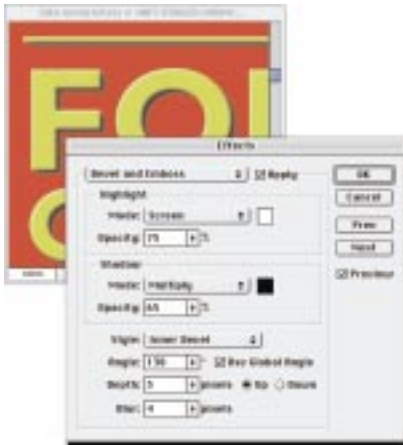 FO
Effects
Bevel and Emboss Apply
OK
Highlight
Cancel
Mode: Screen
Opacity: 75 %
Prev
Next
Shadow
Preview
Mode: Multiply
Opacity: 65 %
Style: Inner Bevel
Angle: ° Use Global Angle
Depth: 5 pixels Up Down
Blur: 4 pixels